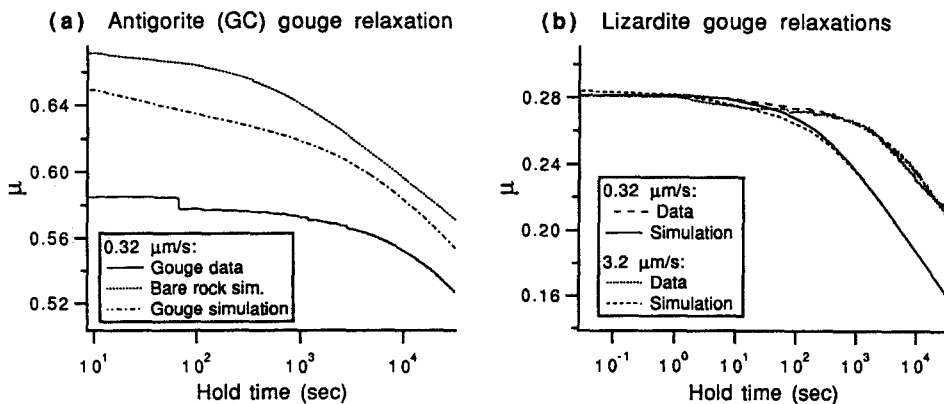 (a) Antigorite (GC) gouge relaxation
μ
0.64
0.60
0.56
0.52
0.32 μm/s:
Gouge data
Bare rock sim.
Gouge simulation
10¹
10²
10³
10⁴
Hold time (sec)
(b) Lizardite gouge relaxations
μ
0.28
0.24
0.20
0.16
0.32 μm/s:
Data
Simulation
3.2 μm/s:
Data
Simulation
10⁻¹
10⁰
10¹
10²
10³
10⁴
Hold time (sec)